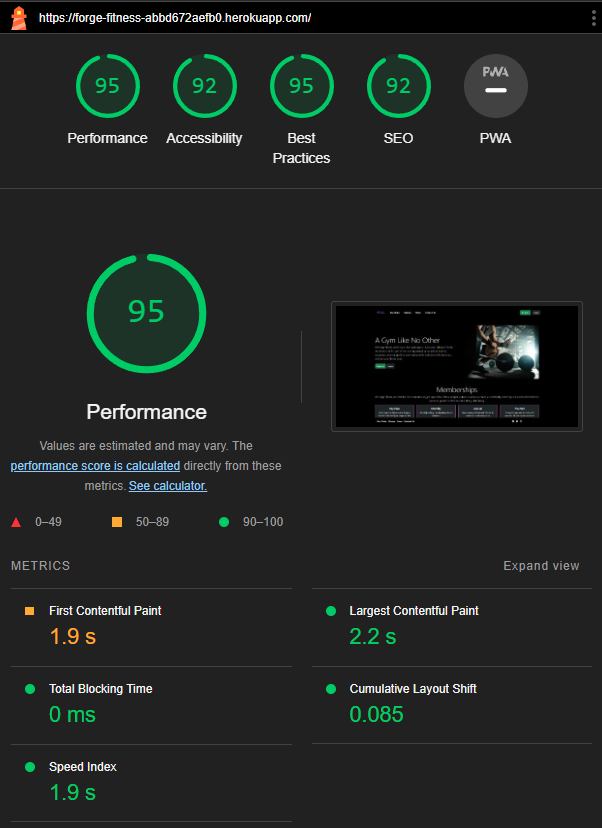 https://forge-fitness-abbd672aefb0.herokuapp.com/
95
92
95
92
PWA
Performance
Accessibility
Best
Practices
SEO
PWA
95
Performance
Values are estimated and may vary. The
performance score is calculated directly from these
metrics. See calculator.
0–49
50–89
90–100
A Gym Like No Other
Memberships
METRICS
Expand view
First Contentful Paint
1.9 s
Largest Contentful Paint
2.2 s
Total Blocking Time
0 ms
Cumulative Layout Shift
0.085
Speed Index
1.9 s